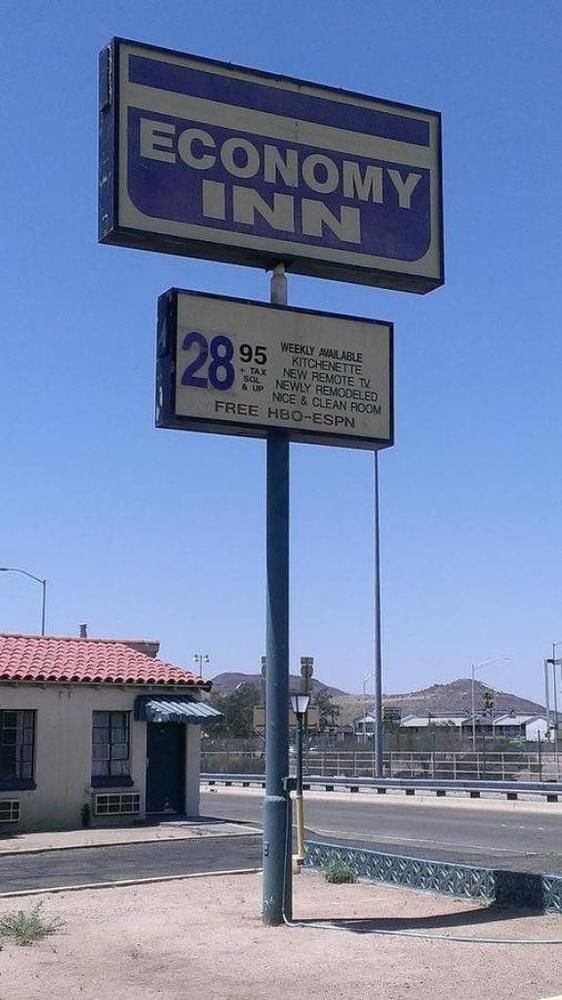 ECONOMY
INN
28 95
+ TAX
SGL
& UP
WEEKLY AVAILABLE
KITCHENETTE
NEW REMOTE T.V.
NEWLY REMODELED
NICE & CLEAN ROOM
FREE HBO-ESPN